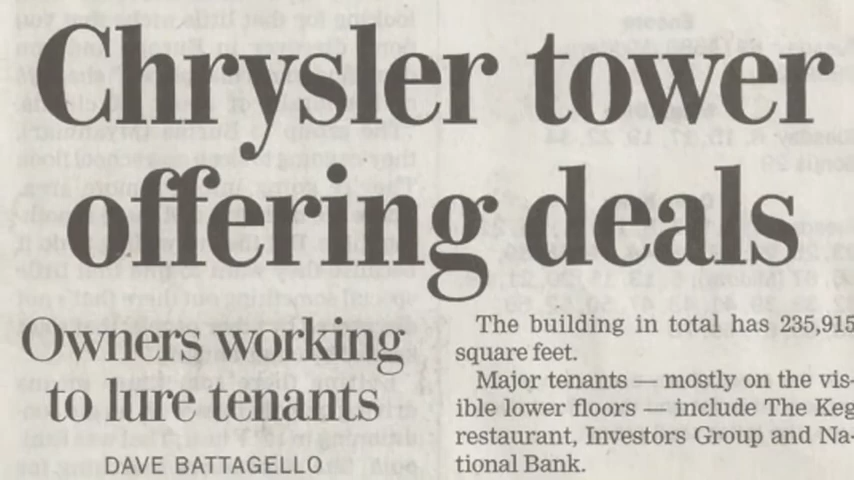 Chrysler tower
offering deals
Owners working
to lure tenants
DAVE BATTAGELLO
The building in total has 235,915
square feet.
Major tenants — mostly on the vis-
ible lower floors — include The Keg
restaurant, Investors Group and Na-
tional Bank.